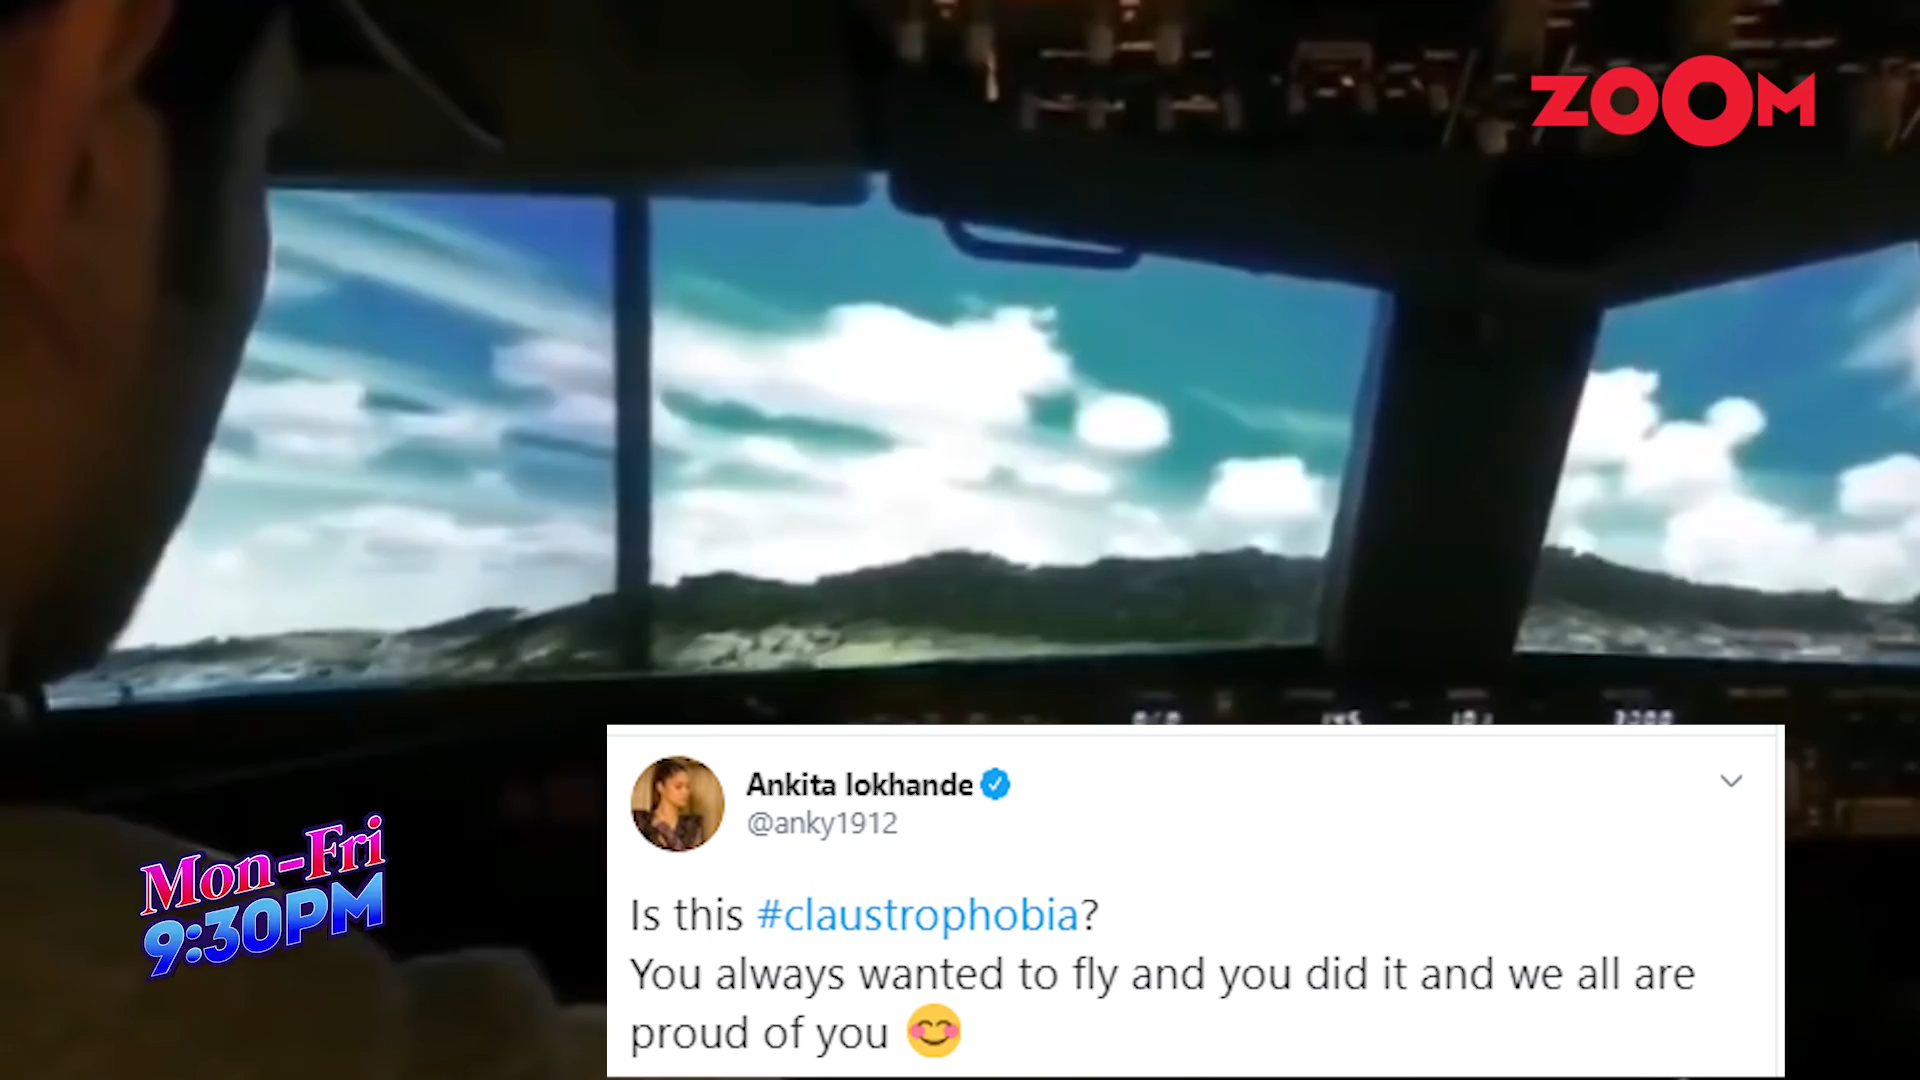 ZOOM
Ankita lokhande
@anky1912
Is this #claustrophobia?
You always wanted to fly and you did it and we all are
proud of you 😊
Mon-Fri
9:30PM